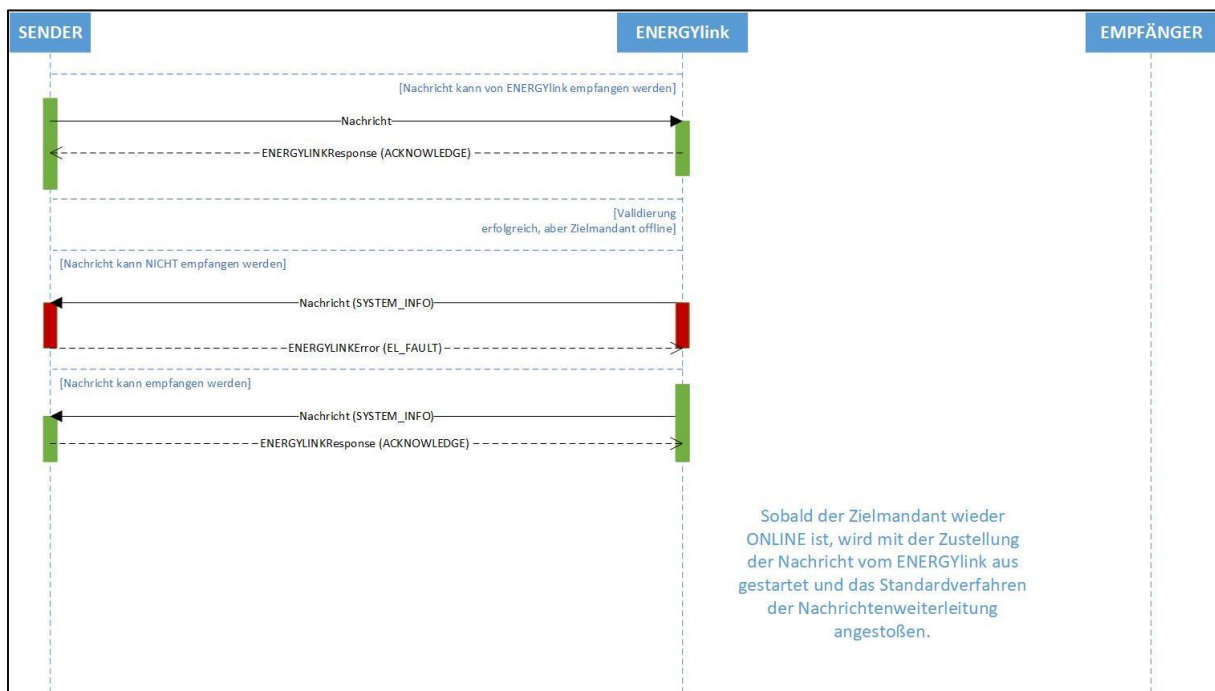 SENDER
ENERGYlink
EMPFÄNGER
[Nachricht kann von ENERGYlink empfangen werden]
Nachricht
ENERGYLINKResponse (ACKNOWLEDGE)
[Validierung
erfolgreich, aber Zielmandant offline]
[Nachricht kann NICHT empfangen werden]
Nachricht (SYSTEM_INFO)
ENERGYLINKError (EL_FAULT)
[Nachricht kann empfangen werden]
Nachricht (SYSTEM_INFO)
ENERGYLINKResponse (ACKNOWLEDGE)
Sobald der Zielmandant wieder
ONLINE ist, wird mit der Zustellung
der Nachricht vom ENERGYlink aus
gestartet und das Standardverfahren
der Nachrichtenweiterleitung
angestoßen.